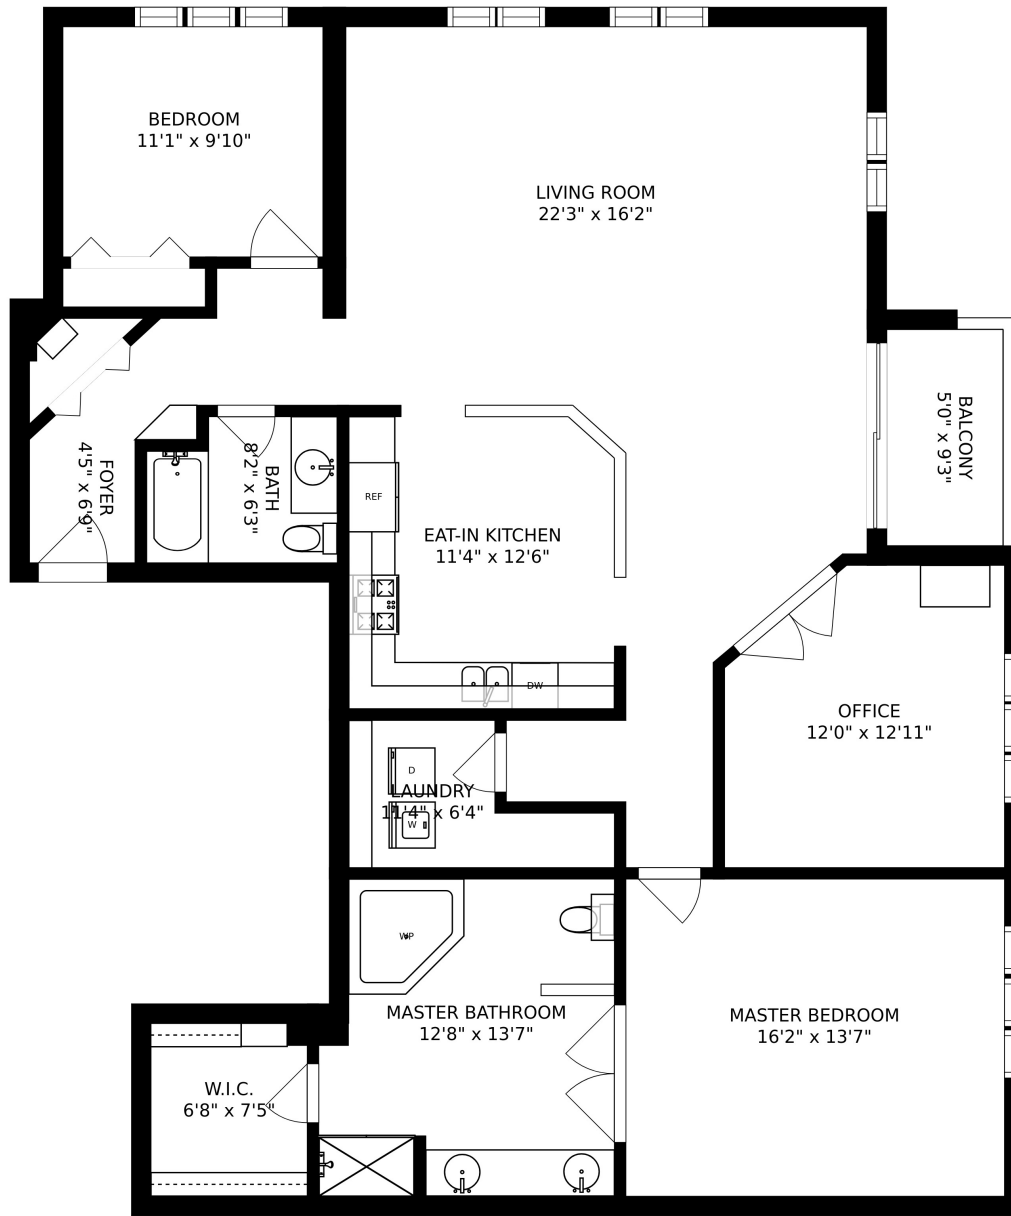 BEDROOM
11'1" x 9'10"
LIVING ROOM
22'3" x 16'2"
BALCONY
5'0" x 9'3"
FOYER
4'5" x 6'9"
BATH
8'2" x 6'3"
REF
EAT-IN KITCHEN
11'4" x 12'6"
DW
OFFICE
12'0" x 12'11"
D
LAUNDRY
11'4" x 6'4"
W
WP
MASTER BATHROOM
12'8" x 13'7"
MASTER BEDROOM
16'2" x 13'7"
W.I.C.
6'8" x 7'5"